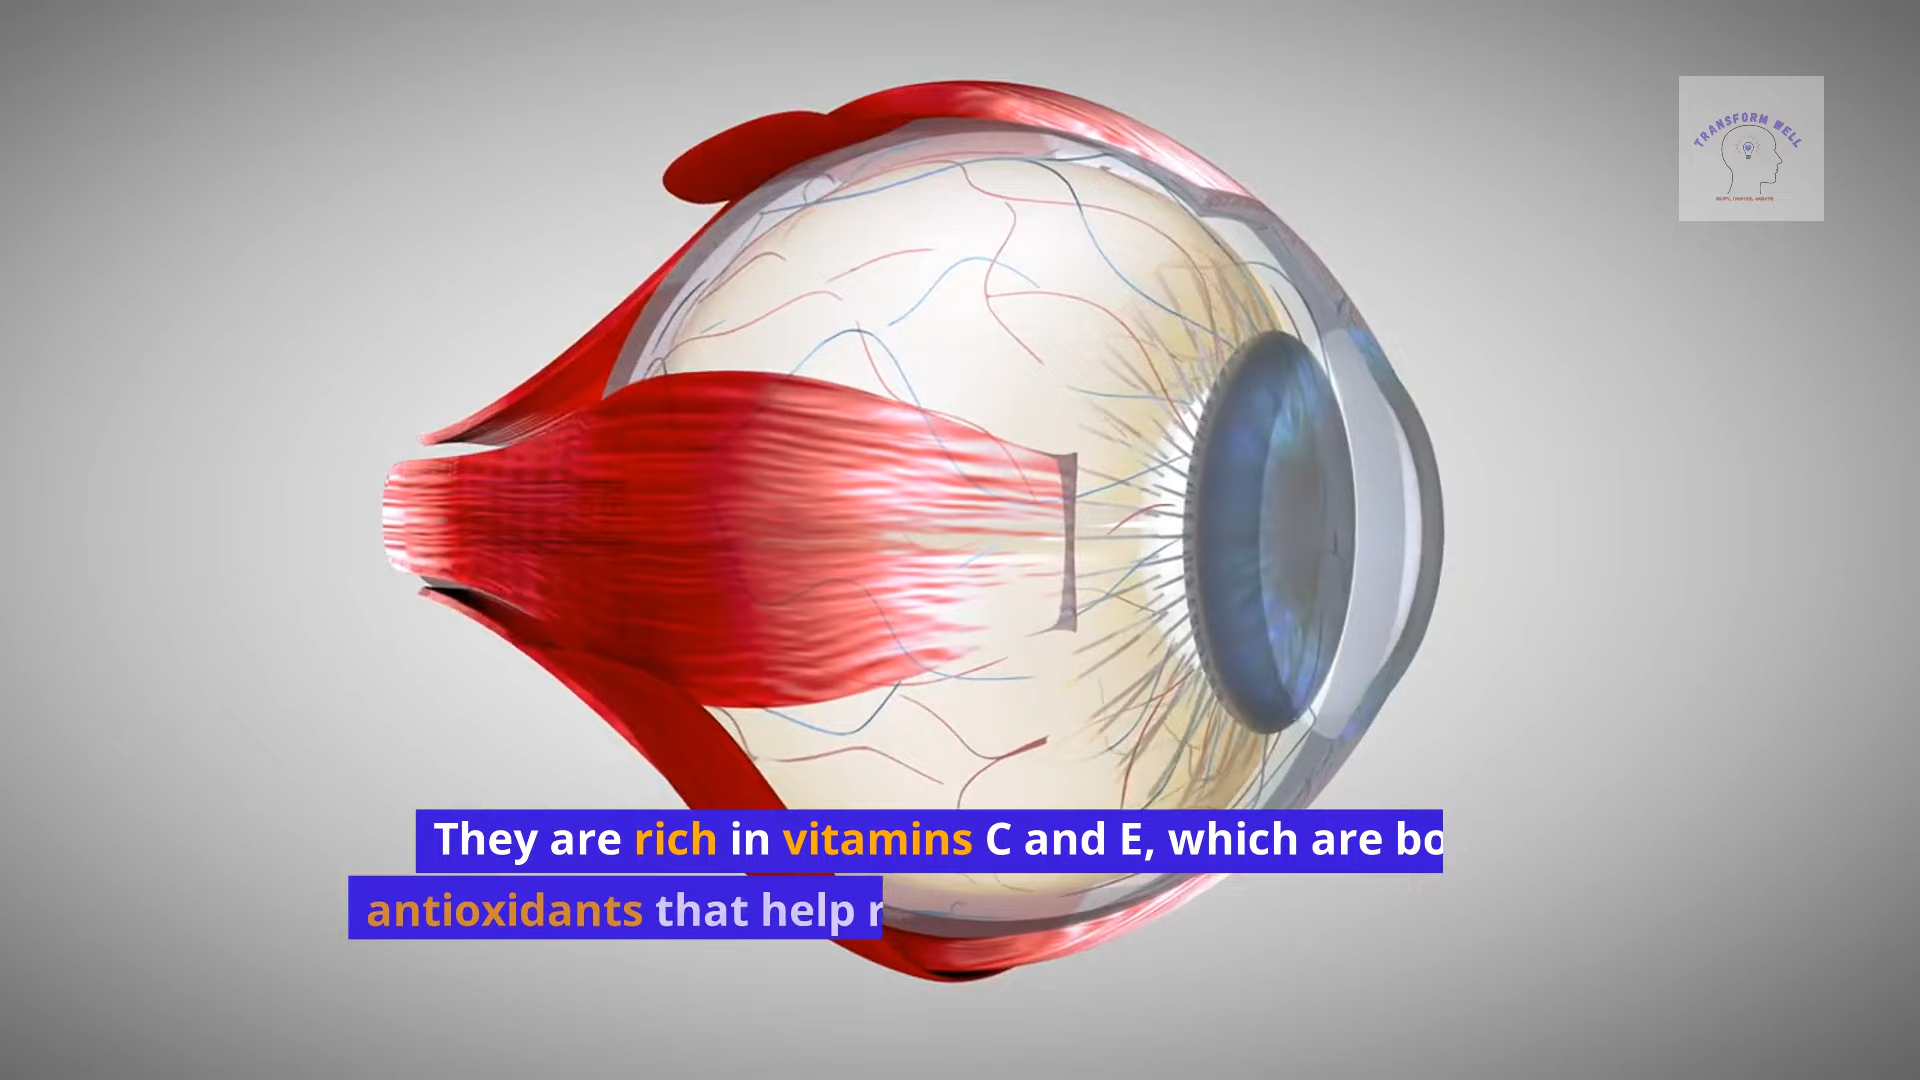 TRANSFORM WELL
They are rich in vitamins C and E, which are bo
antioxidants that help